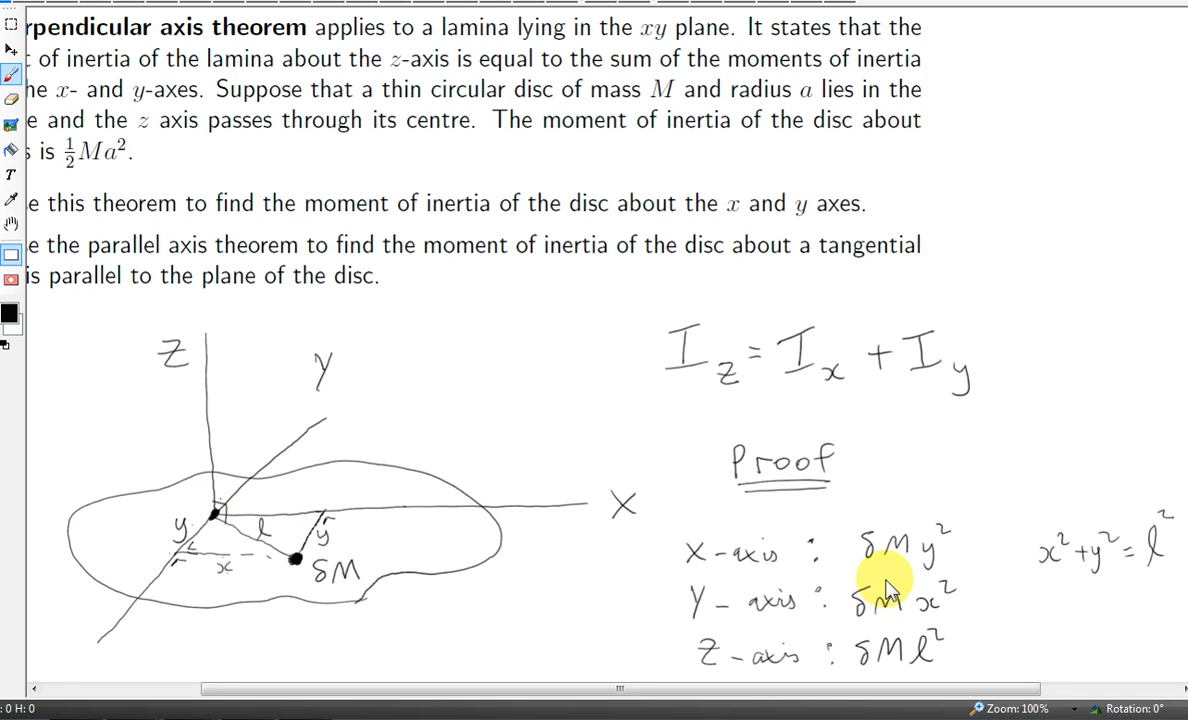 rpendicular axis theorem applies to a lamina lying in the xy plane. It states that the
t of inertia of the lamina about the z-axis is equal to the sum of the moments of inertia
he x- and y-axes. Suppose that a thin circular disc of mass M and radius a lies in the
e and the z axis passes through its centre. The moment of inertia of the disc about
s is ½Ma².
e this theorem to find the moment of inertia of the disc about the x and y axes.
e the parallel axis theorem to find the moment of inertia of the disc about a tangential
is parallel to the plane of the disc.
T
Z
Y
I_z = I_x + I_y
Proof
X
y
l
y
x
δM
X-axis : δM y²
x² + y² = l²
Y-axis : δM x²
Z-axis : δM l²
: 0 H: 0
Zoom: 100%
Rotation: 0°